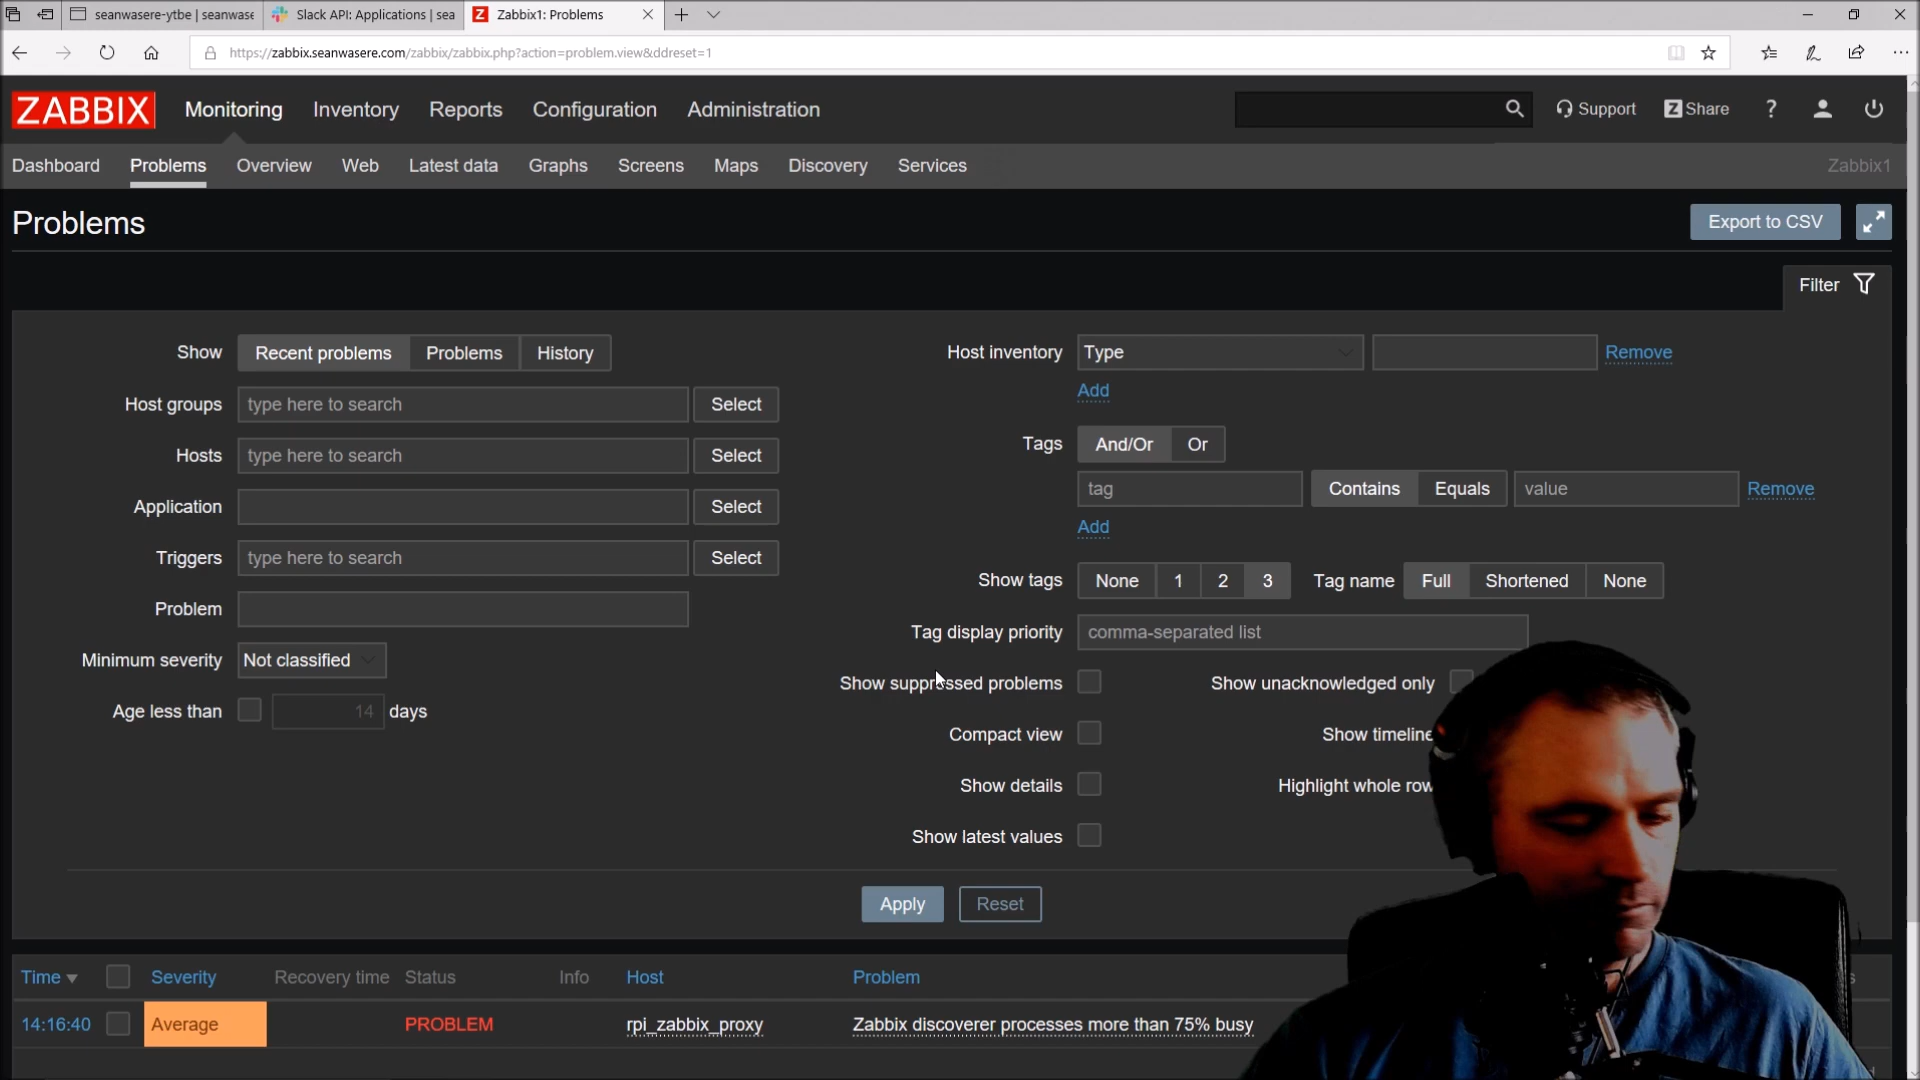 seanwasere-ytbe | seanwase
Slack API: Applications | sea
Zabbix1: Problems
https://zabbix.seanwasere.com/zabbix/zabbix.php?action=problem.view&ddreset=1
ZABBIX Monitoring Inventory Reports Configuration Administration Support Z Share ?
Dashboard Problems Overview Web Latest data Graphs Screens Maps Discovery Services Zabbix1
Problems Export to CSV
Filter
Show Recent problems Problems History
Host groups type here to search Select
Hosts type here to search Select
Application Select
Triggers type here to search Select
Problem
Minimum severity Not classified
Age less than 14 days
Host inventory Type Remove
Add
Tags And/Or Or
tag Contains Equals value Remove
Add
Show tags None 1 2 3 Tag name Full Shortened None
Tag display priority comma-separated list
Show suppressed problems Show unacknowledged only
Compact view Show timeline
Show details Highlight whole row
Show latest values
Apply Reset
Time Severity Recovery time Status Info Host Problem
14:16:40 Average PROBLEM rpi_zabbix_proxy Zabbix discoverer processes more than 75% busy